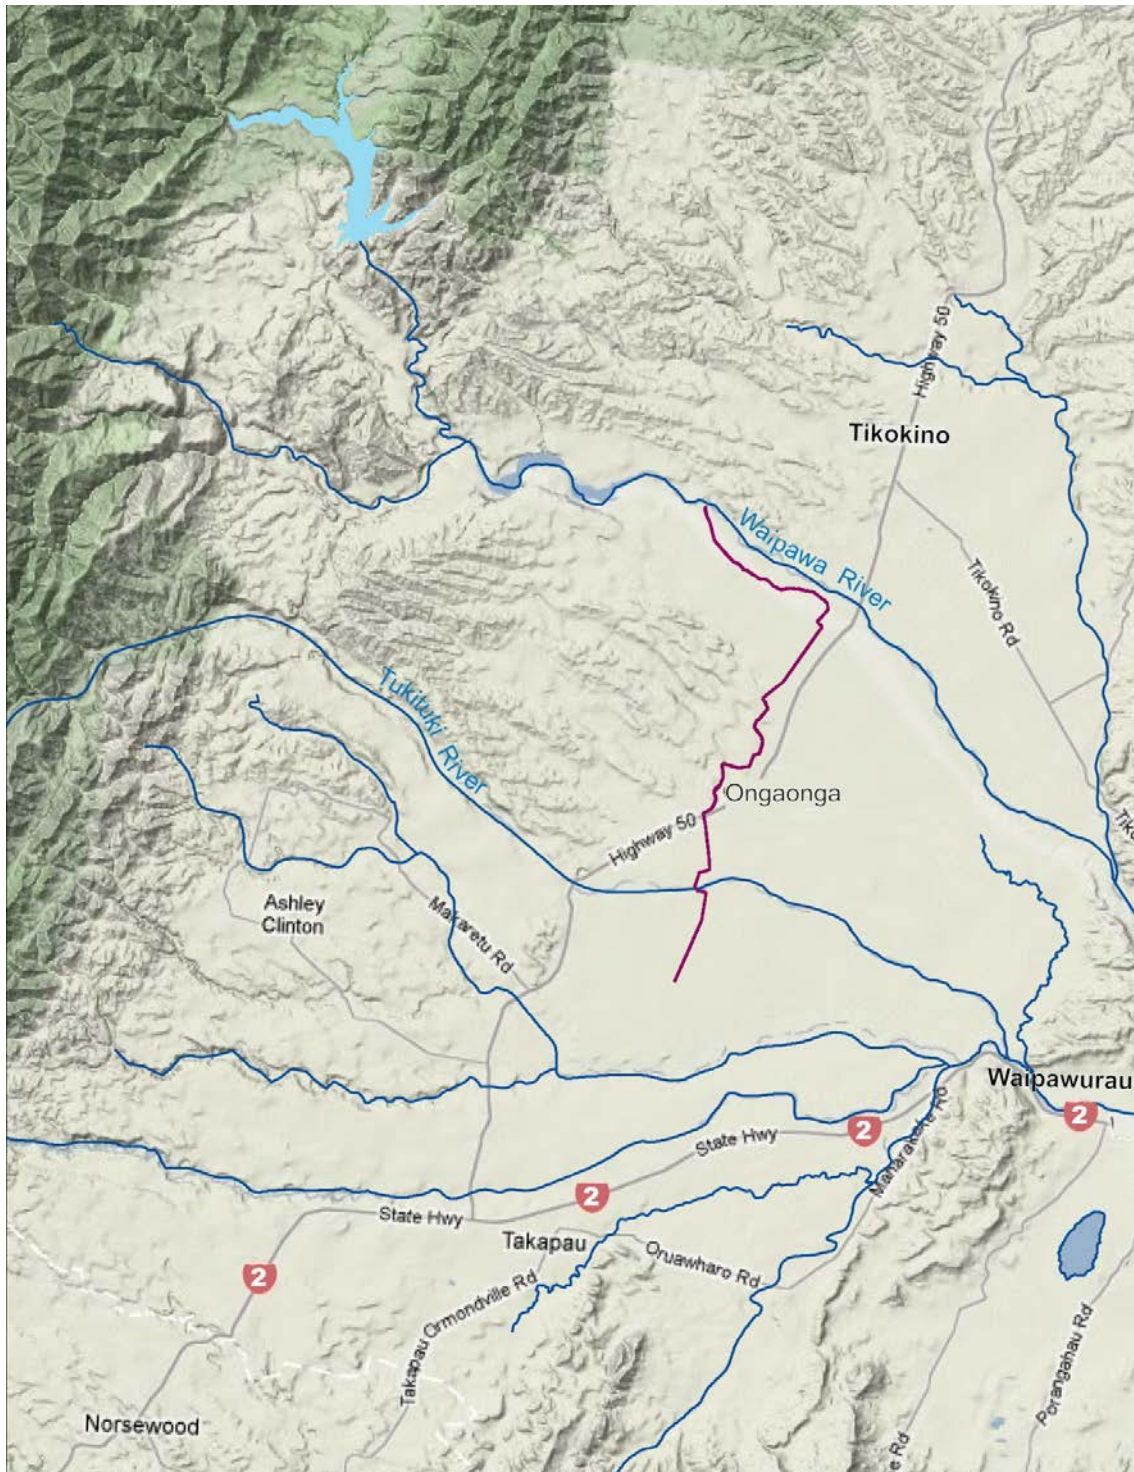 Highway 50
Tikokino
Waipawa River
Tikokino Rd
Tukituki River
Ongaonga
Highway 50
Ashley
Clinton
Makaretu Rd
Waipawurau
2
2
State Hwy
Maharakeke Rd
2
State Hwy
Takapau
Oruawharo Rd
2
Takapau Ormondville Rd
Porangahau Rd
Norsewood
e Rd